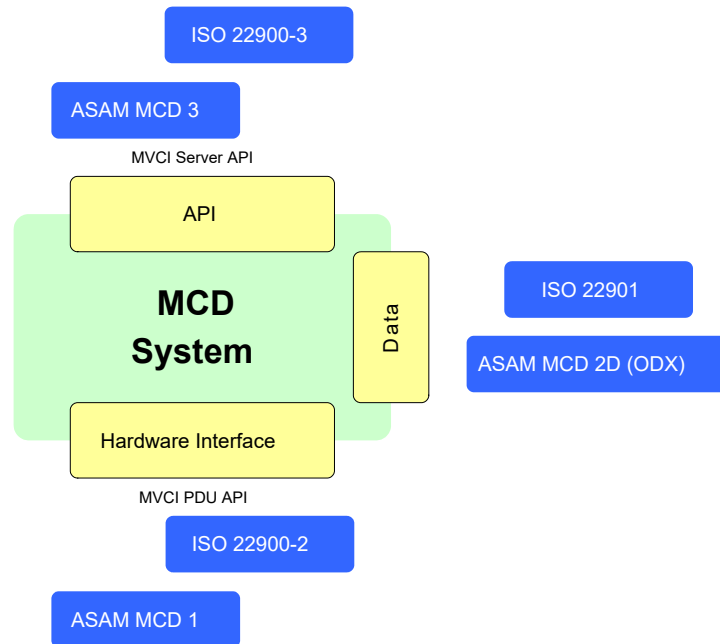 ISO 22900-3
ASAM MCD 3
MVCI Server API
API
MCD
System
Data
ISO 22901
ASAM MCD 2D (ODX)
Hardware Interface
MVCI PDU API
ISO 22900-2
ASAM MCD 1